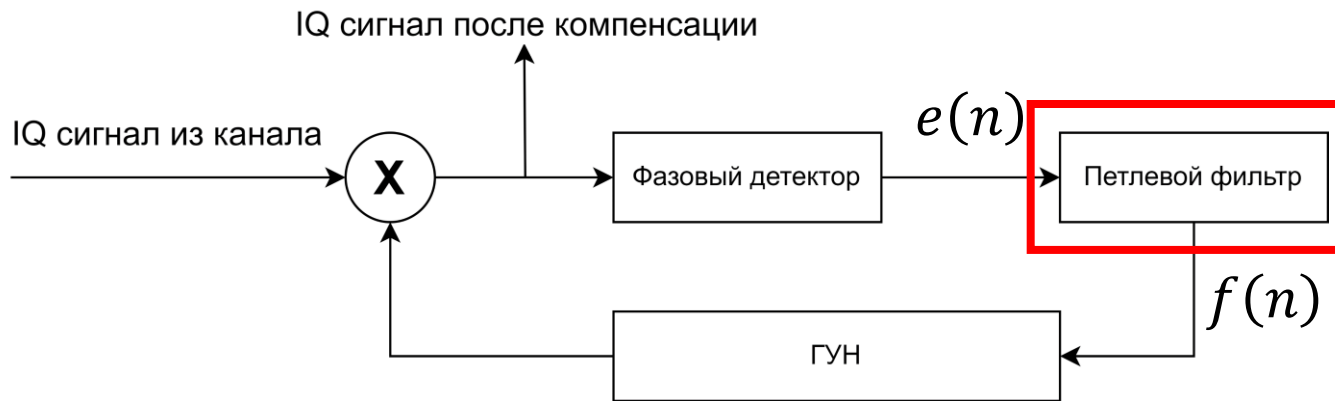 IQ сигнал после компенсации
IQ сигнал из канала
X
Фазовый детектор
e(n)
Петлевой фильтр
f(n)
ГУН